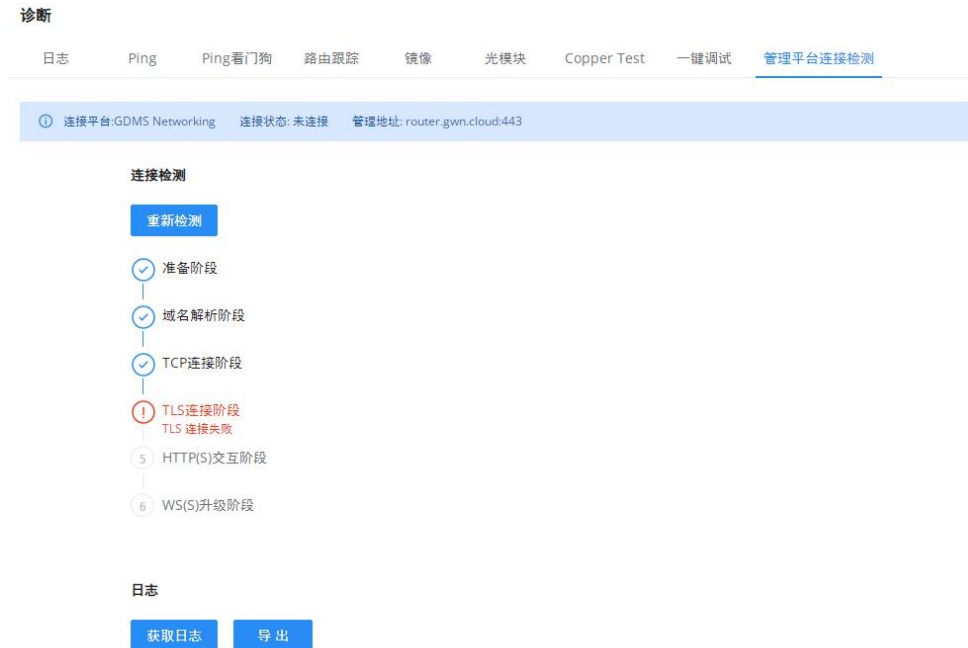 诊断
日志 Ping Ping看门狗 路由跟踪 镜像 光模块 Copper Test 一键调试 管理平台连接检测
连接平台:GDMS Networking 连接状态: 未连接 管理地址: router.gwn.cloud:443
连接检测
重新检测
准备阶段
域名解析阶段
TCP连接阶段
! TLS连接阶段
TLS 连接失败
5 HTTP(S)交互阶段
6 WS(S)升级阶段
日志
获取日志 导 出